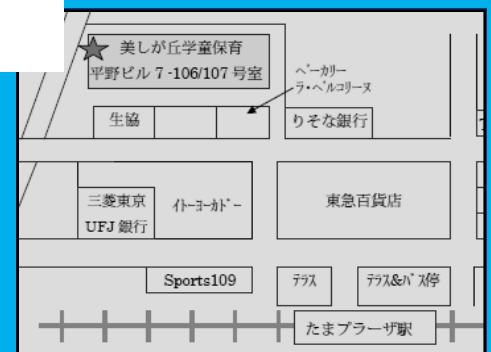 美しが丘学童保育
平野ビル 7 -106/107 号室
ベーカリー
ラ・ベルコリーヌ
生協
りそな銀行
三菱東京
UFJ 銀行
イトーヨーカドー
東急百貨店
Sports109
テラス
テラス&バス停
たまプラーザ駅